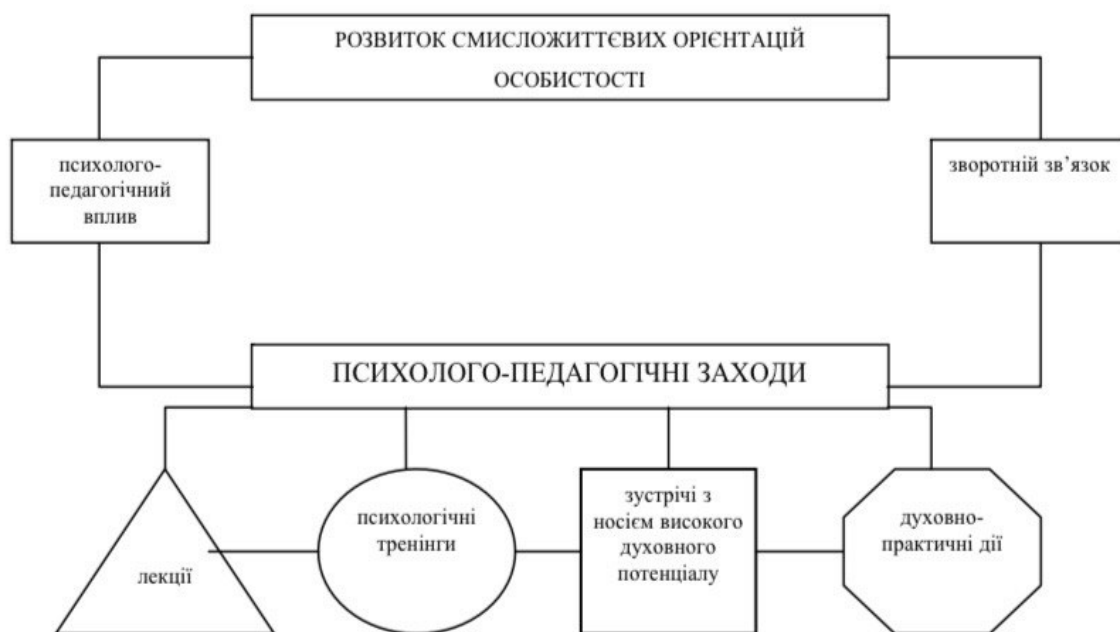 РОЗВИТОК СМИСЛОЖИТТЄВИХ ОРІЄНТАЦІЙ
ОСОБИСТОСТІ
психолого-
педагогічний
вплив
зворотній зв’язок
ПСИХОЛОГО-ПЕДАГОГІЧНІ ЗАХОДИ
лекції
психологічні
тренінги
зустрічі з
носієм високого
духовного
потенціалу
духовно-
практичні дії